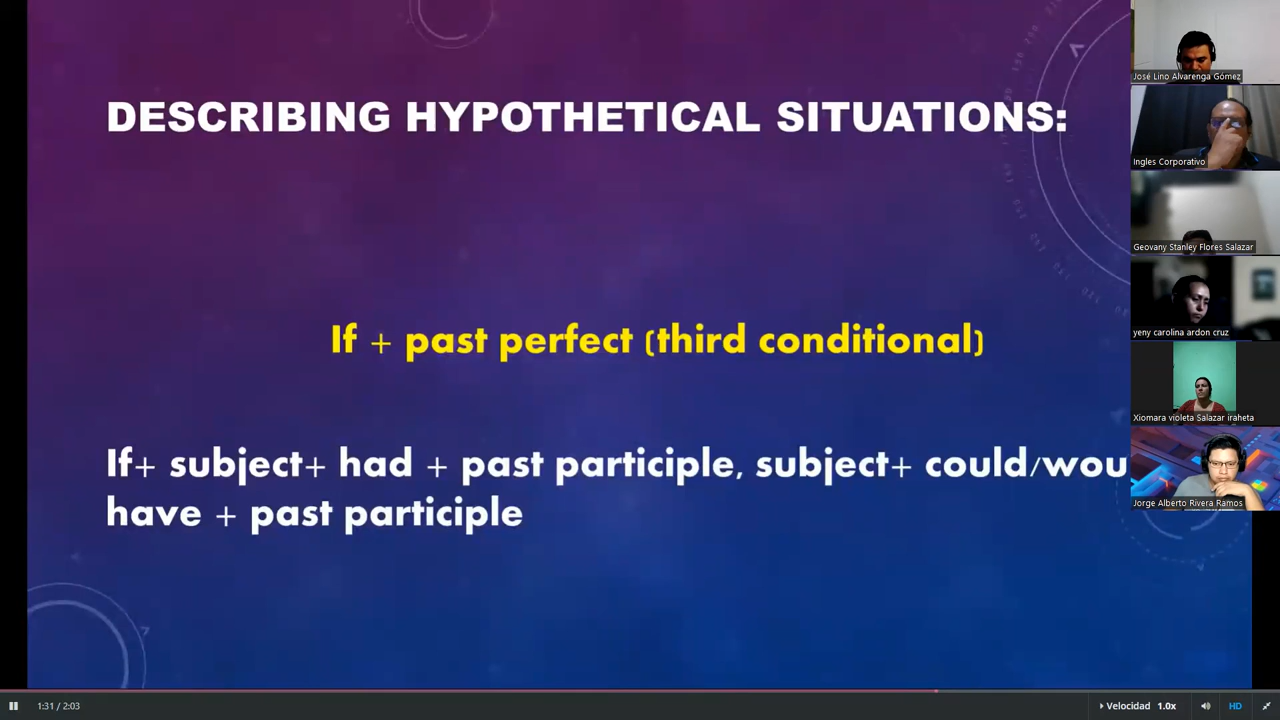 DESCRIBING HYPOTHETICAL SITUATIONS:
If + past perfect (third conditional)
If+ subject+ had + past participle, subject+ could/wou
have + past participle
José Lino Alvarenga Gómez
Ingles Corporativo
Geovany Stanley Flores Salazar
yeny carolina ardon cruz
Xiomara violeta Salazar iraheta
Jorge Alberto Rivera Ramos
1:31 / 2:03
Velocidad 1.0x
HD